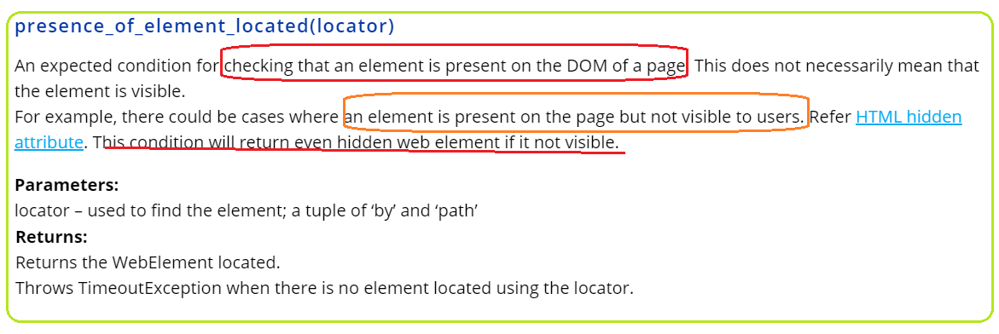 presence_of_element_located(locator)
An expected condition for checking that an element is present on the DOM of a page. This does not necessarily mean that
the element is visible.
For example, there could be cases where an element is present on the page but not visible to users. Refer HTML hidden
attribute. This condition will return even hidden web element if it not visible.
Parameters:
locator – used to find the element; a tuple of ‘by’ and ‘path’
Returns:
Returns the WebElement located.
Throws TimeoutException when there is no element located using the locator.